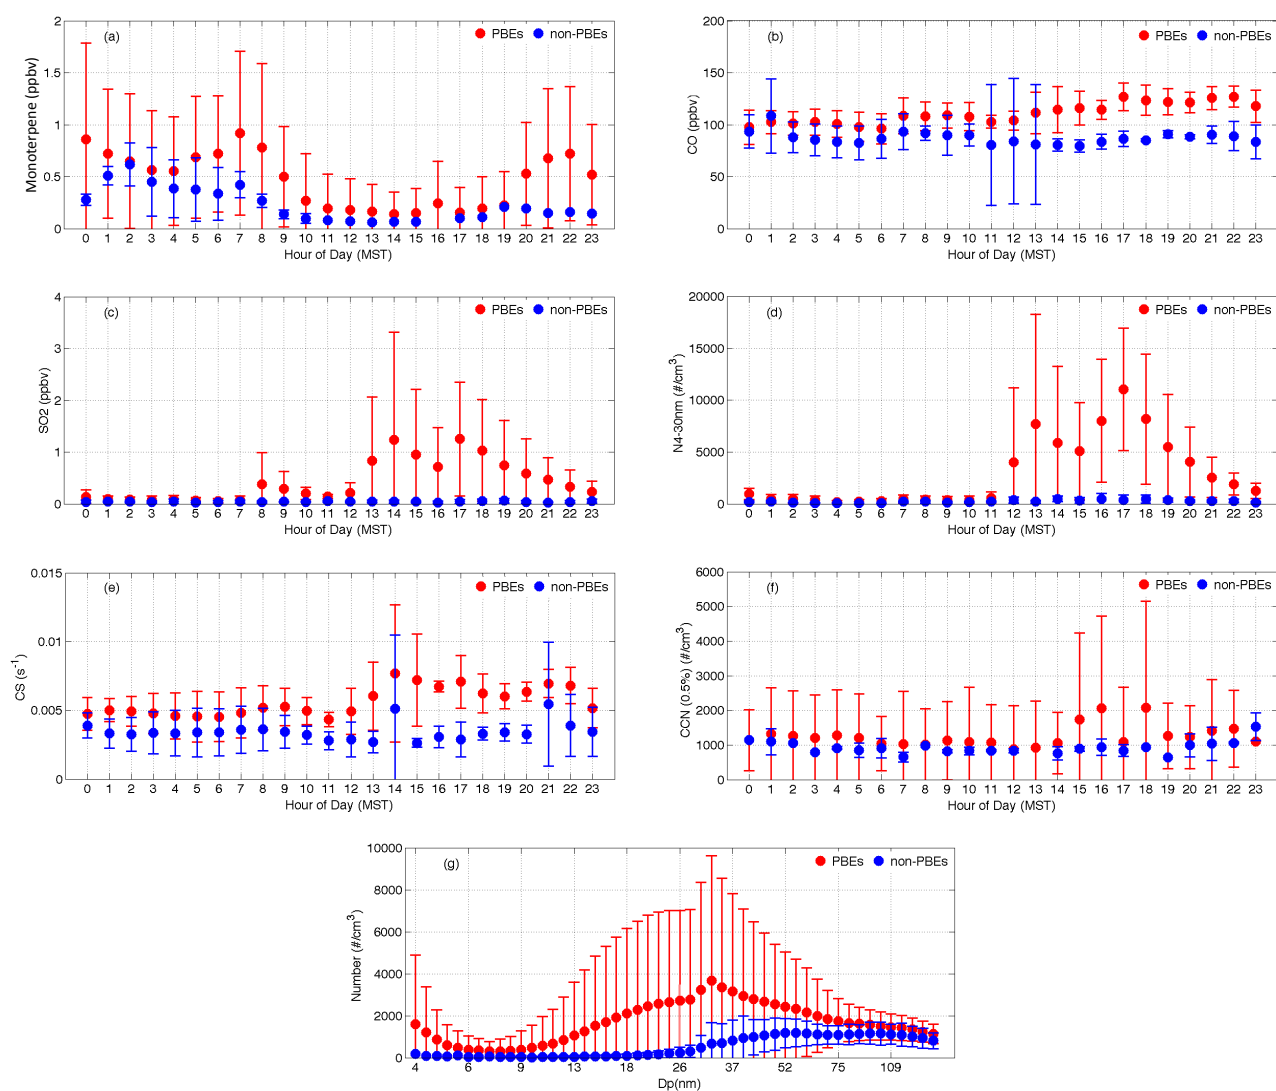 (a)
PBEs non-PBEs
Monoterpene (ppbv)
2
1.5
1
0.5
0
0 1 2 3 4 5 6 7 8 9 10 11 12 13 14 15 16 17 18 19 20 21 22 23
Hour of Day (MST)
(b)
PBEs non-PBEs
CO (ppbv)
200
150
100
50
0
0 1 2 3 4 5 6 7 8 9 10 11 12 13 14 15 16 17 18 19 20 21 22 23
Hour of Day (MST)
(c)
PBEs non-PBEs
SO2 (ppbv)
4
3
2
1
0
0 1 2 3 4 5 6 7 8 9 10 11 12 13 14 15 16 17 18 19 20 21 22 23
Hour of Day (MST)
(d)
PBEs non-PBEs
N4-30nm (#/cm³)
20000
15000
10000
5000
0
0 1 2 3 4 5 6 7 8 9 10 11 12 13 14 15 16 17 18 19 20 21 22 23
Hour of Day (MST)
(e)
PBEs non-PBEs
CS (s⁻¹)
0.015
0.01
0.005
0
0 1 2 3 4 5 6 7 8 9 10 11 12 13 14 15 16 17 18 19 20 21 22 23
Hour of Day (MST)
(f)
PBEs non-PBEs
CCN (0.5%) (#/cm³)
6000
5000
4000
3000
2000
1000
0
0 1 2 3 4 5 6 7 8 9 10 11 12 13 14 15 16 17 18 19 20 21 22 23
Hour of Day (MST)
(g)
PBEs non-PBEs
Number (#/cm³)
10000
8000
6000
4000
2000
0
4 6 9 13 18 26 37 52 75 109
Dp(nm)